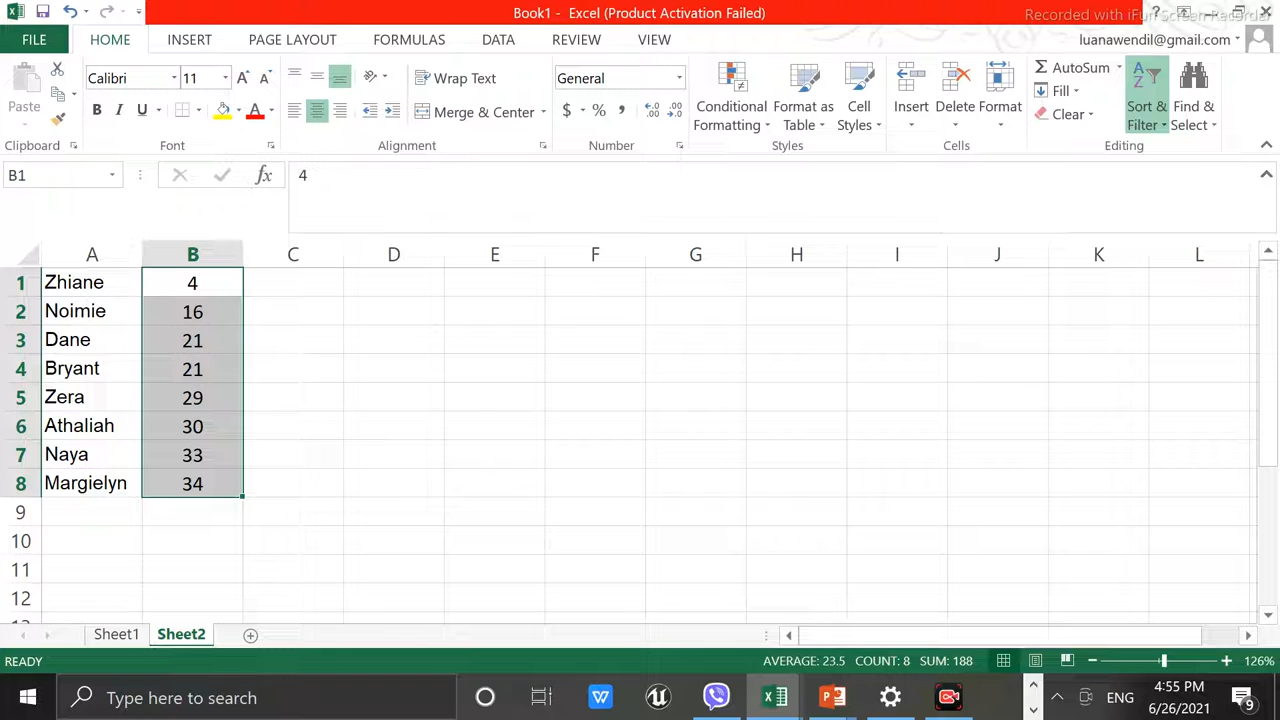 Book1 - Excel (Product Activation Failed)
Recorded with iFun Screen Recorder
FILE HOME INSERT PAGE LAYOUT FORMULAS DATA REVIEW VIEW luanawendil@gmail.com
Paste Calibri 11 Wrap Text General Conditional Formatting Format as Table Cell Styles Insert Delete Format AutoSum Sort & Filter Find & Select
B I U Merge & Center $ % , Fill
Clear
Clipboard Font Alignment Number Styles Cells Editing
B1 fx 4
A B C D E F G H I J K L
1 Zhiane 4
2 Noimie 16
3 Dane 21
4 Bryant 21
5 Zera 29
6 Athaliah 30
7 Naya 33
8 Margielyn 34
9
10
11
12
Sheet1 Sheet2
READY AVERAGE: 23.5 COUNT: 8 SUM: 188 126%
Type here to search ENG 4:55 PM
6/26/2021 9